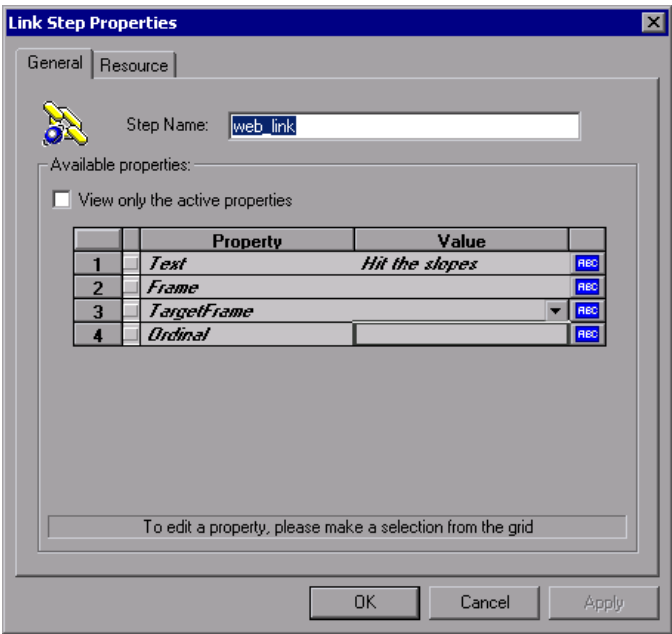 Link Step Properties
General Resource
Step Name: web_link
Available properties:
View only the active properties
Property Value
1 Text Hit the slopes ABC
2 Frame ABC
3 TargetFrame ABC
4 Ordinal ABC
To edit a property, please make a selection from the grid
OK Cancel Apply